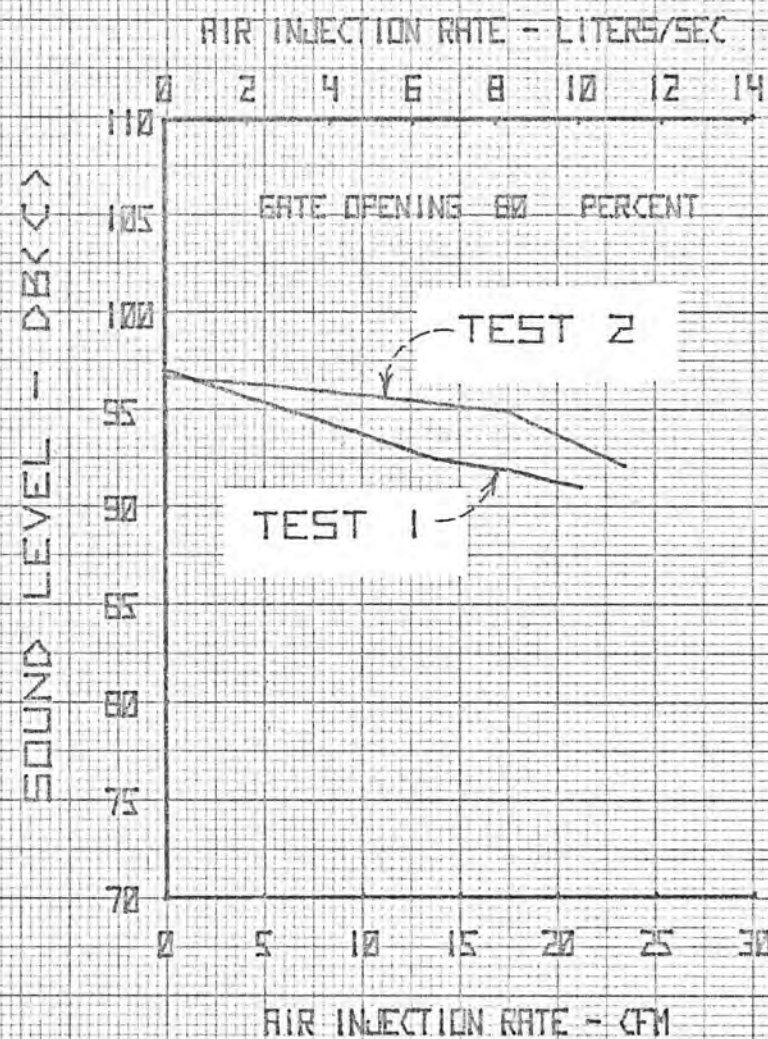 AIR INJECTION RATE - LITERS/SEC
0 2 4 6 8 10 12 14
110
GATE OPENING 80 PERCENT
105
100
TEST 2
95
90
TEST 1
85
80
75
70
SOUND LEVEL - DB(C)
0 5 10 15 20 25 30
AIR INJECTION RATE - CFM